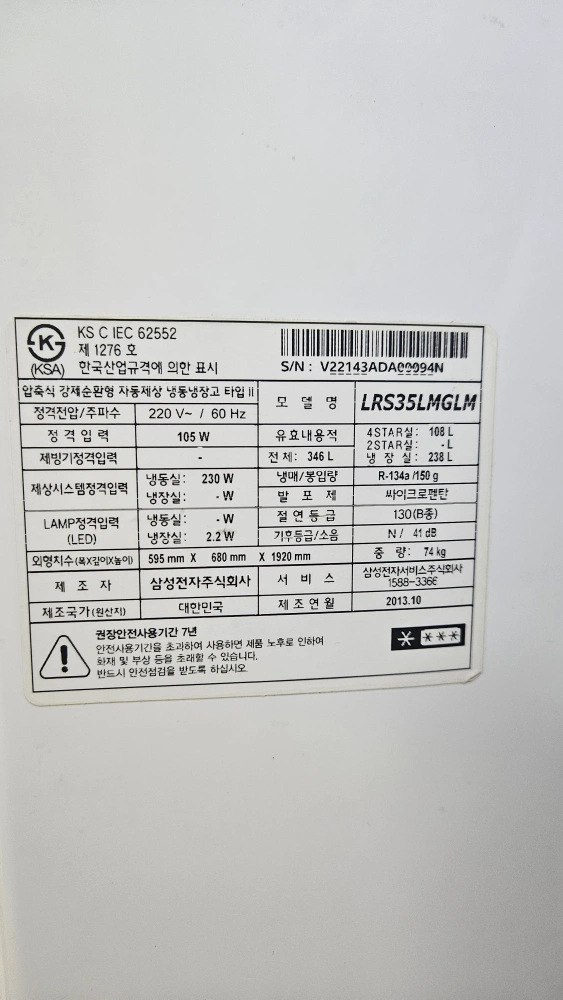 K
(KSA)
KS C IEC 62552
제 1276 호
한국산업규격에 의한 표시
S/N : V22143ADA00094N
압축식 강제순환형 자동제상 냉동냉장고 타입 II
모 델 명
LRS35LMGLM
정격전압/주파수
220 V~ / 60 Hz
정 격 입 력
105 W
유효내용적
4STAR실: 108 L
2STAR실: - L
냉 장 실: 238 L
제빙기정격입력
-
전 체: 346 L
제상시스템정격입력
냉동실: 230 W
냉장실: - W
냉매/봉입량
R-134a /150 g
발 포 제
싸이크로펜탄
LAMP정격입력
(LED)
냉동실: - W
냉장실: 2.2 W
절 연 등 급
130 (B종)
기후등급/소음
N / 41 dB
외형치수(폭X깊이X높이)
595 mm X 680 mm X 1920 mm
중 량: 74 kg
제 조 자
삼성전자주식회사
서 비 스
삼성전자서비스주식회사
1588-3366
제조국가(원산지)
대한민국
제 조 연 월
2013.10
권장안전사용기간 7년
안전사용기간을 초과하여 사용하면 제품 노후로 인하여
화재 및 부상 등을 초래할 수 있습니다.
반드시 안전점검을 받도록 하십시오.